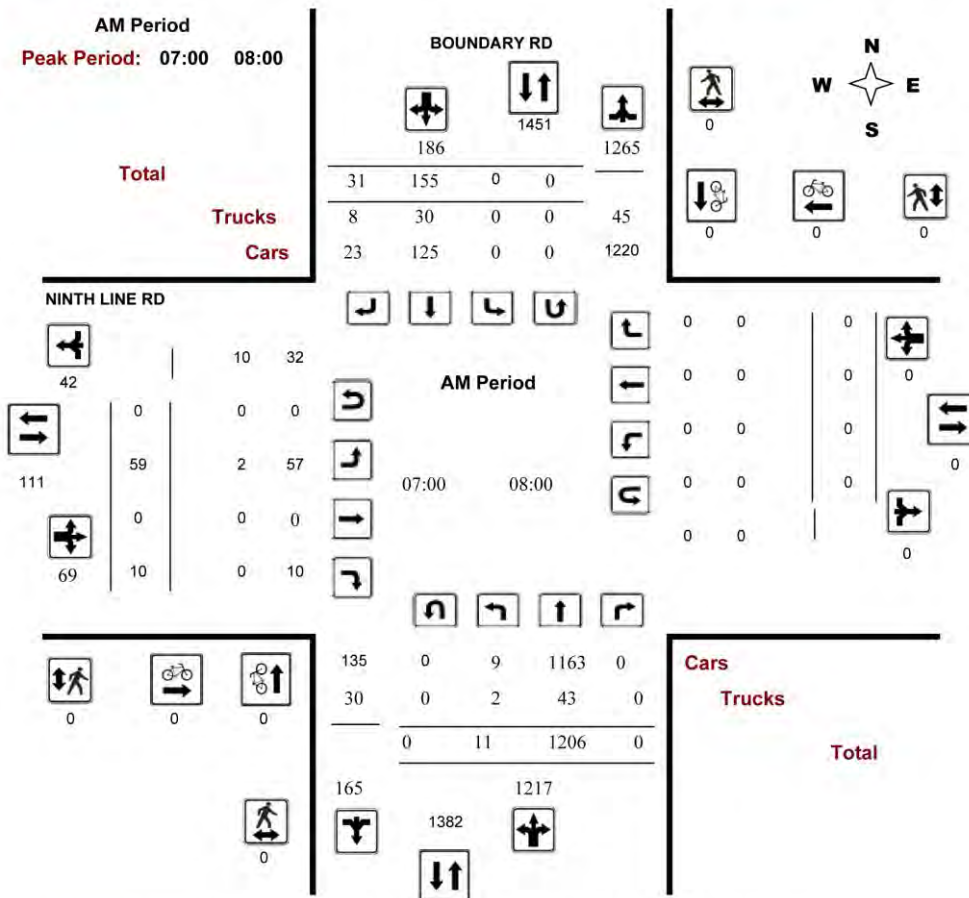 AM Period
Peak Period: 07:00 08:00
BOUNDARY RD
N
W E
S
1451
186 1265
0
Total
31 155 0 0
Trucks
8 30 0 0 45
Cars
23 125 0 0 1220
0 0 0
NINTH LINE RD
42
10 32
0 0 0
59 2 57
111
0 0 0
69
10 0 10
AM Period
07:00 08:00
0 0 0
0 0 0
0 0 0
0 0 0
0 0
0
0
0
135 0 9 1163 0
Cars
30 0 2 43 0
Trucks
0 11 1206 0
Total
0 0 0
165 1217
1382
0